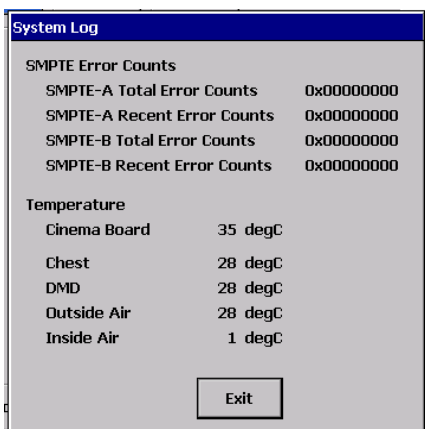 System Log
SMPTE Error Counts
SMPTE-A Total Error Counts 0x00000000
SMPTE-A Recent Error Counts 0x00000000
SMPTE-B Total Error Counts 0x00000000
SMPTE-B Recent Error Counts 0x00000000
Temperature
Cinema Board 35 degC
Chest 28 degC
DMD 28 degC
Outside Air 28 degC
Inside Air 1 degC
Exit